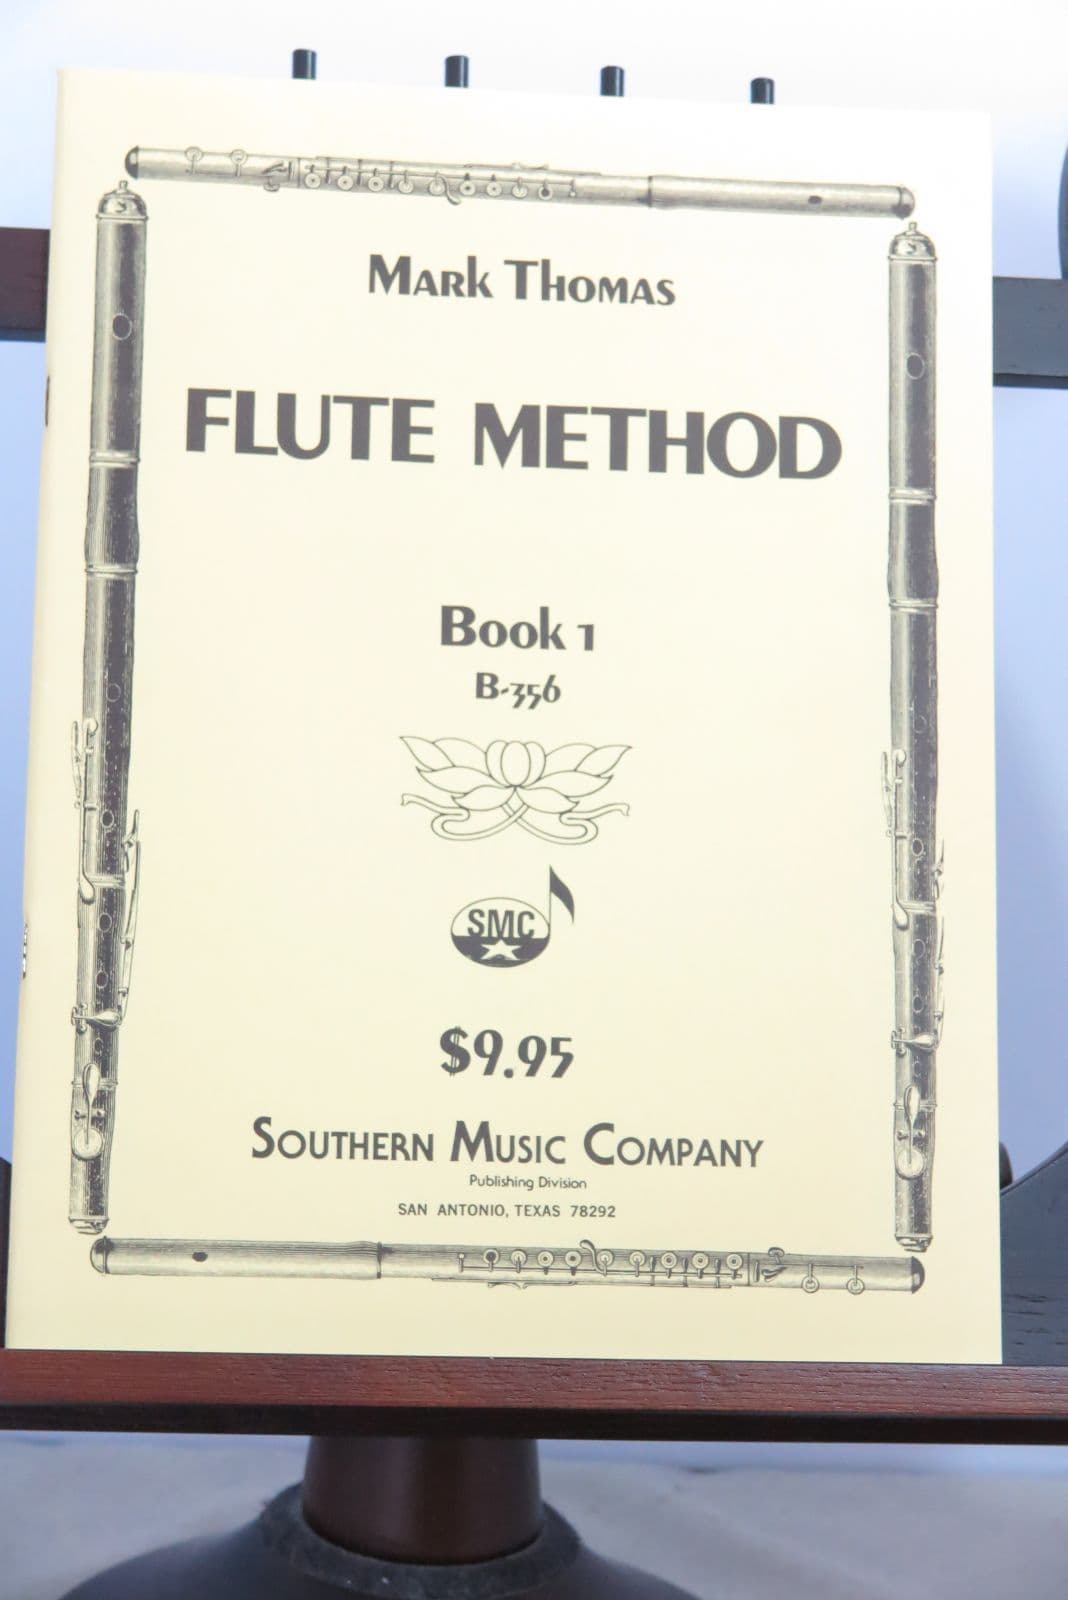 Mark Thomas
FLUTE METHOD
Book 1
B-356
SMC
$9.95
Southern Music Company
Publishing Division
SAN ANTONIO, TEXAS 78292